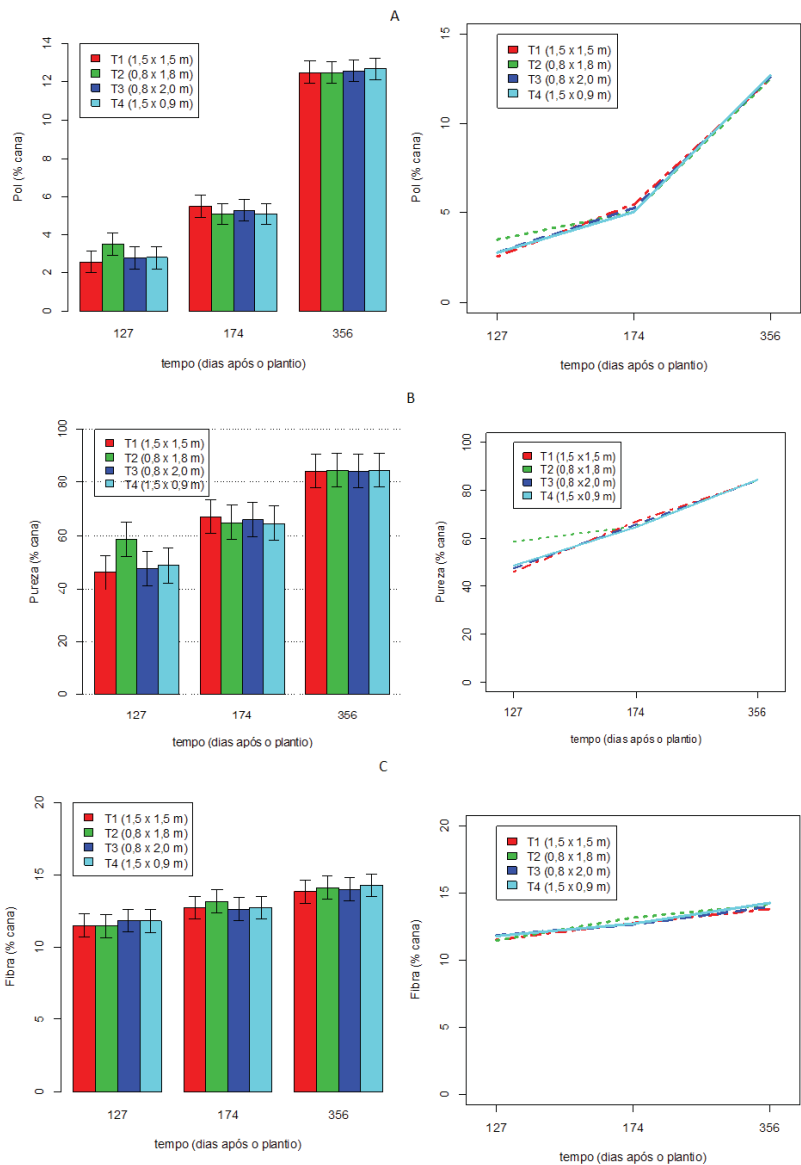 A
14
12
10
8
6
4
2
0
Pol (% cana)
T1 (1,5 x 1,5 m)
T2 (0,8 x 1,8 m)
T3 (0,8 x 2,0 m)
T4 (1,5 x 0,9 m)
127
174
356
tempo (dias após o plantio)
15
10
5
0
Pol (% cana)
T1 (1,5 x 1,5 m)
T2 (0,8 x 1,8 m)
T3 (0,8 x 2,0 m)
T4 (1,5 x 0,9 m)
127
174
356
tempo (dias após o plantio)
B
100
80
60
40
20
0
Pureza (% cana)
T1 (1,5 x 1,5 m)
T2 (0,8 x 1,8 m)
T3 (0,8 x 2,0 m)
T4 (1,5 x 0,9 m)
127
174
356
tempo (dias após o plantio)
100
80
60
40
20
0
Pureza (% cana)
T1 (1,5 x 1,5 m)
T2 (0,8 x 1,8 m)
T3 (0,8 x 2,0 m)
T4 (1,5 x 0,9 m)
127
174
356
tempo (dias após o plantio)
C
20
15
10
5
0
Fibra (% cana)
T1 (1,5 x 1,5 m)
T2 (0,8 x 1,8 m)
T3 (0,8 x 2,0 m)
T4 (1,5 x 0,9 m)
127
174
356
tempo (dias após o plantio)
20
15
10
5
0
Fibra (% cana)
T1 (1,5 x 1,5 m)
T2 (0,8 x 1,8 m)
T3 (0,8 x 2,0 m)
T4 (1,5 x 0,9 m)
127
174
356
tempo (dias após o plantio)